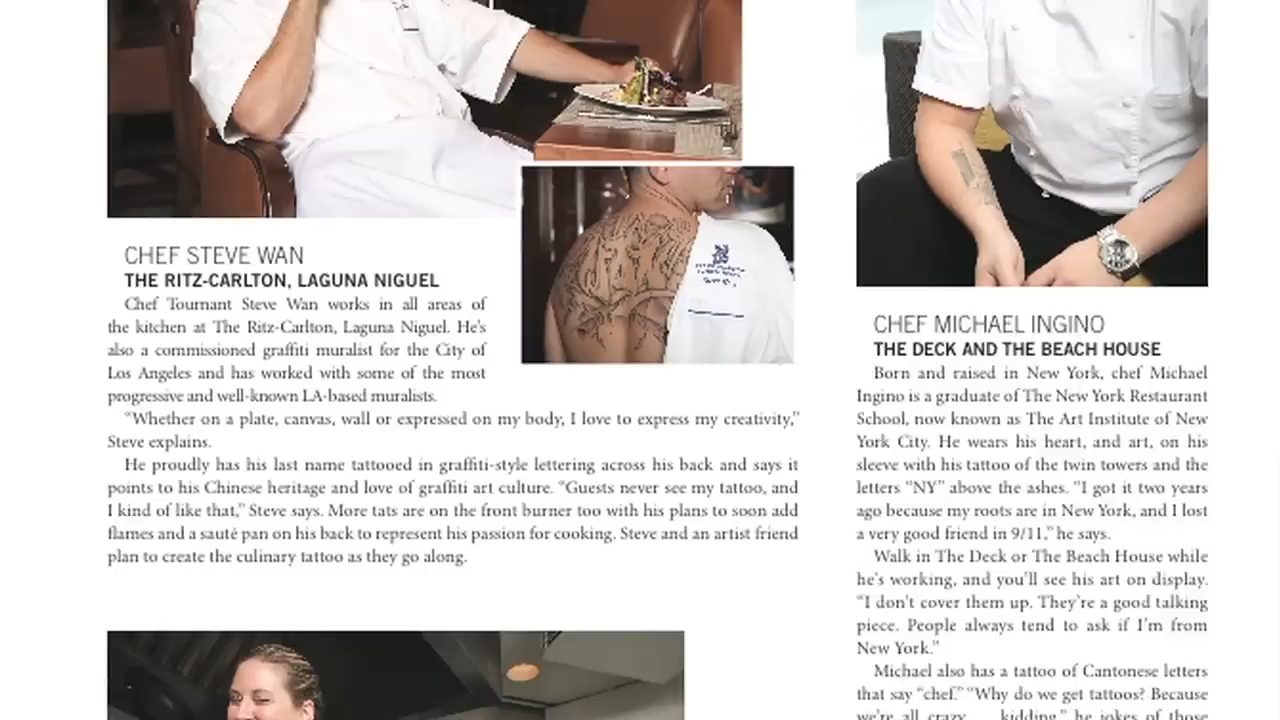 CHEF STEVE WAN
THE RITZ-CARLTON, LAGUNA NIGUEL
Chef Tournant Steve Wan works in all areas of
the kitchen at The Ritz-Carlton, Laguna Niguel. He's
also a commissioned graffiti muralist for the City of
Los Angeles and has worked with some of the most
progressive and well-known LA-based muralists.
"Whether on a plate, canvas, wall or expressed on my body, I love to express my creativity,"
Steve explains.
He proudly has his last name tattooed in graffiti-style lettering across his back and says it
points to his Chinese heritage and love of graffiti art culture. "Guests never see my tattoo, and
I kind of like that," Steve says. More tats are on the front burner too with his plans to soon add
flames and a sauté pan on his back to represent his passion for cooking. Steve and an artist friend
plan to create the culinary tattoo as they go along.
CHEF MICHAEL INGINO
THE DECK AND THE BEACH HOUSE
Born and raised in New York, chef Michael
Ingino is a graduate of The New York Restaurant
School, now known as The Art Institute of New
York City. He wears his heart, and art, on his
sleeve with his tattoo of the twin towers and the
letters "NY" above the ashes. "I got it two years
ago because my roots are in New York, and I lost
a very good friend in 9/11," he says.
Walk in The Deck or The Beach House while
he's working, and you'll see his art on display.
"I don't cover them up. They're a good talking
piece. People always tend to ask if I'm from
New York."
Michael also has a tattoo of Cantonese letters
that say "chef." "Why do we get tattoos? Because
we're all crazy . . . kidding," he jokes of those